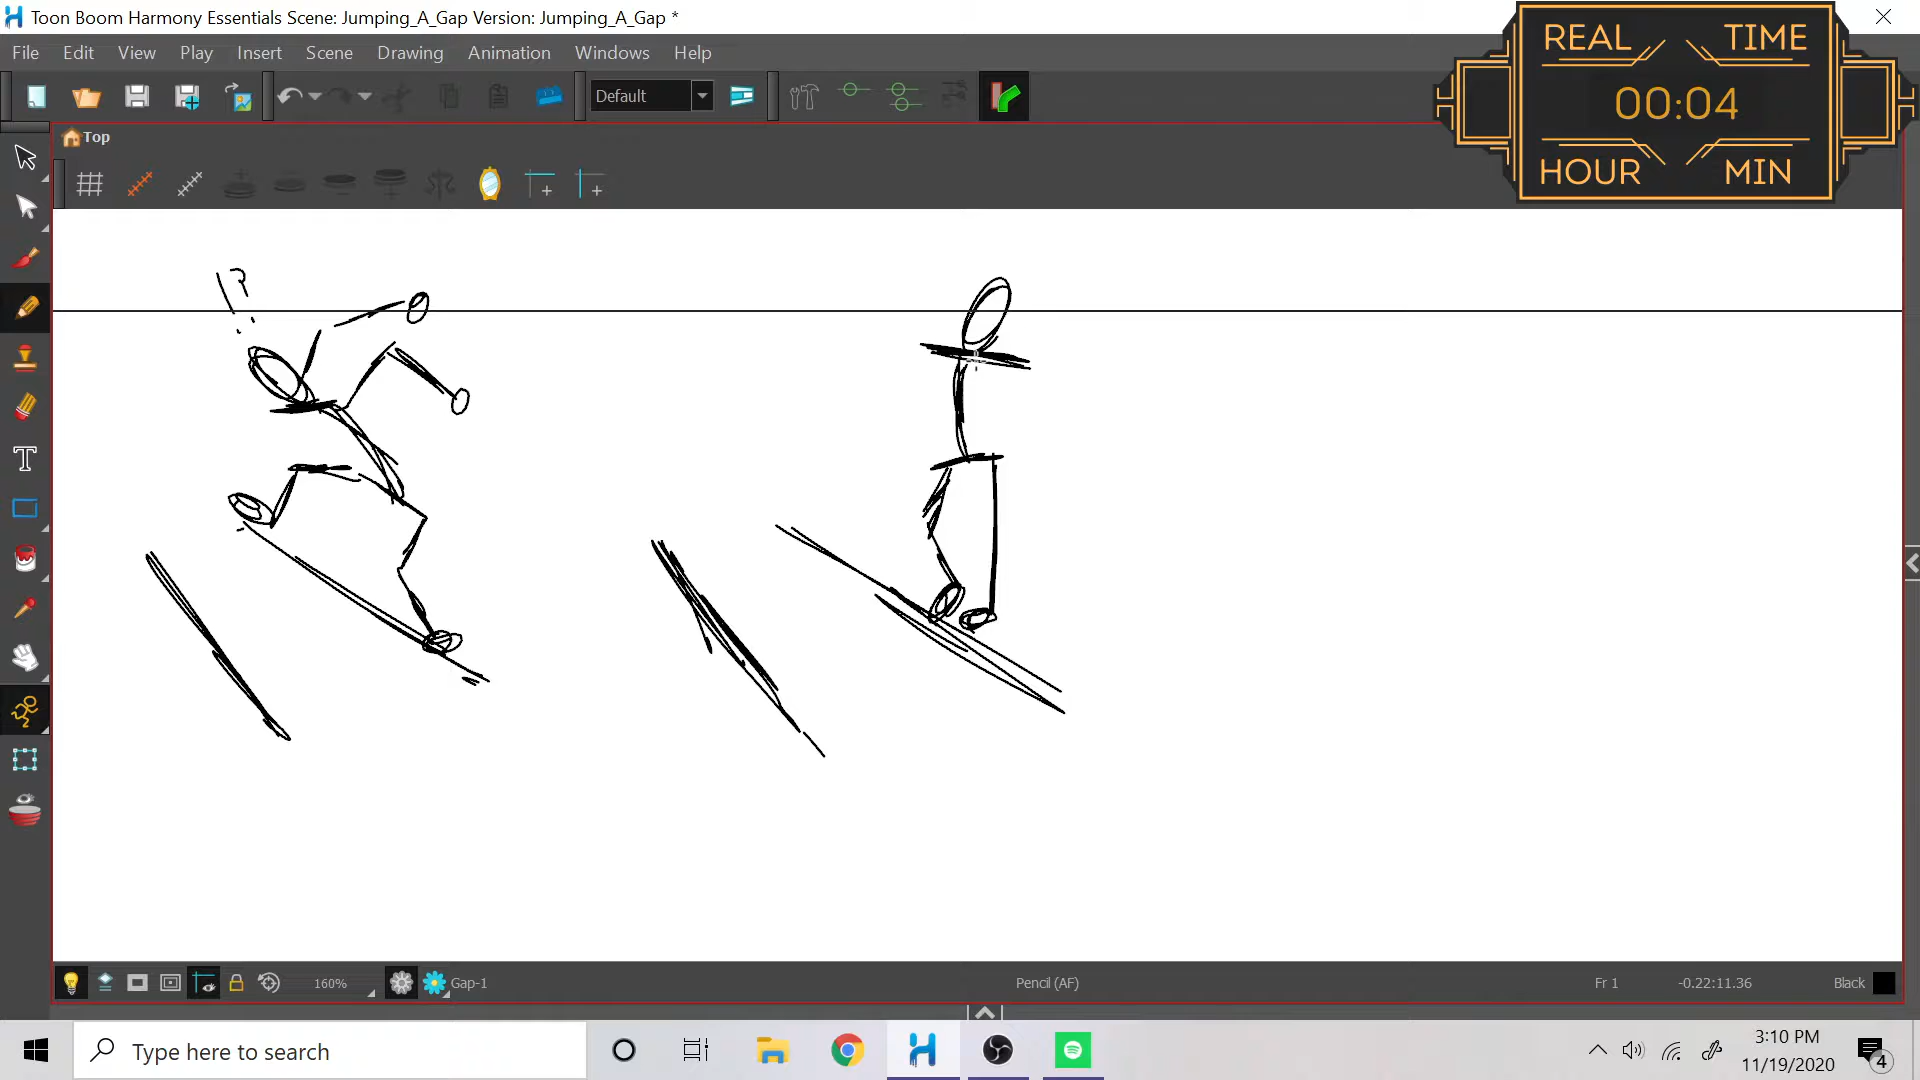 Toon Boom Harmony Essentials Scene: Jumping_A_Gap Version: Jumping_A_Gap *
File Edit View Play Insert Scene Drawing Animation Windows Help
REAL TIME
00:04
HOUR MIN
Default
Top
!?
T
160%
Gap-1
Pencil (AF)
Fr 1
-0.22:11.36
Black
Type here to search
3:10 PM
11/19/2020
4